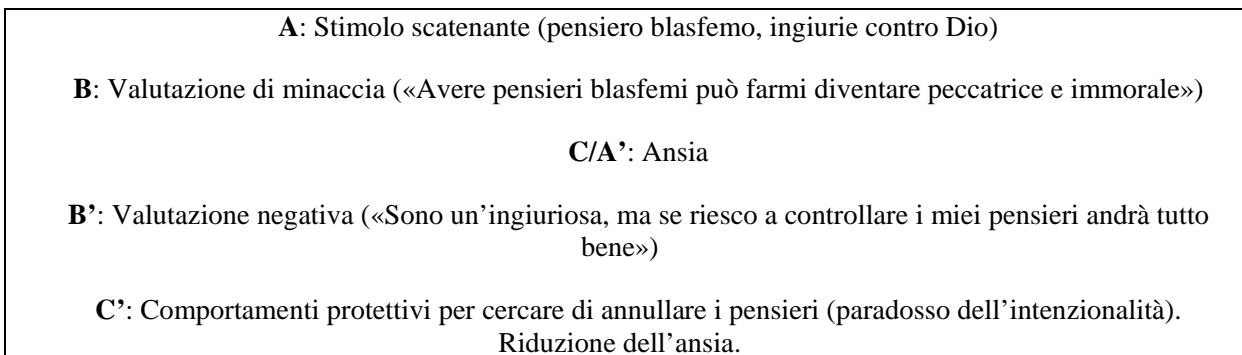 A: Stimolo scatenante (pensiero blasfemo, ingiurie contro Dio)
B: Valutazione di minaccia («Avere pensieri blasfemi può farmi diventare peccatrice e immorale»)
C/A’: Ansia
B’: Valutazione negativa («Sono un’ingiuriosa, ma se riesco a controllare i miei pensieri andrà tutto
bene»)
C’: Comportamenti protettivi per cercare di annullare i pensieri (paradosso dell’intenzionalità).
Riduzione dell’ansia.